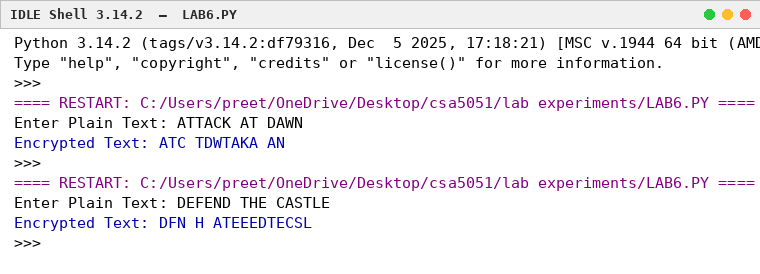 IDLE Shell 3.14.2 — LAB6.PY
Python 3.14.2 (tags/v3.14.2:df79316, Dec  5 2025, 17:18:21) [MSC v.1944 64 bit (AMD
Type "help", "copyright", "credits" or "license()" for more information.
>>>
==== RESTART: C:/Users/preet/OneDrive/Desktop/csa5051/lab experiments/LAB6.PY ====
Enter Plain Text: ATTACK AT DAWN
Encrypted Text: ATC TDWTAKA AN
>>>
==== RESTART: C:/Users/preet/OneDrive/Desktop/csa5051/lab experiments/LAB6.PY ====
Enter Plain Text: DEFEND THE CASTLE
Encrypted Text: DFN H ATEEEDTECSL
>>>